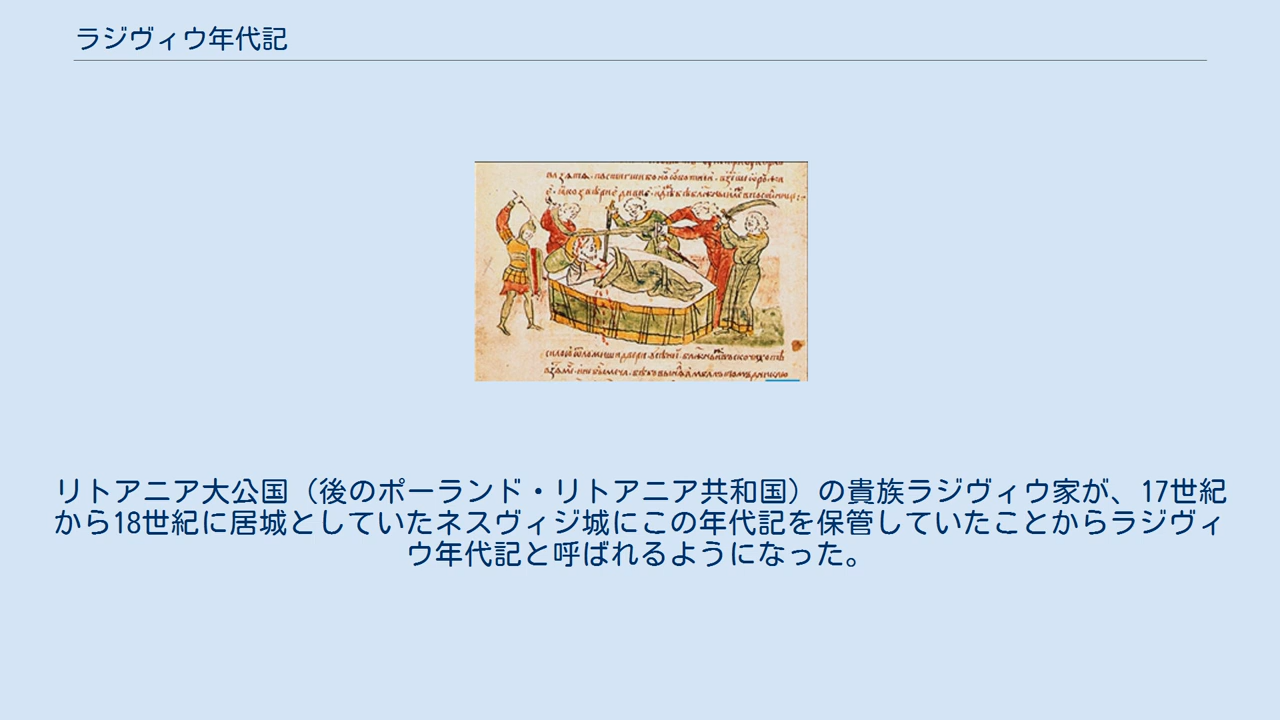 ラジヴィウ年代記
リトアニア大公国（後のポーランド・リトアニア共和国）の貴族ラジヴィウ家が、17世紀
から18世紀に居城としていたネスヴィジ城にこの年代記を保管していたことからラジヴィ
ウ年代記と呼ばれるようになった。